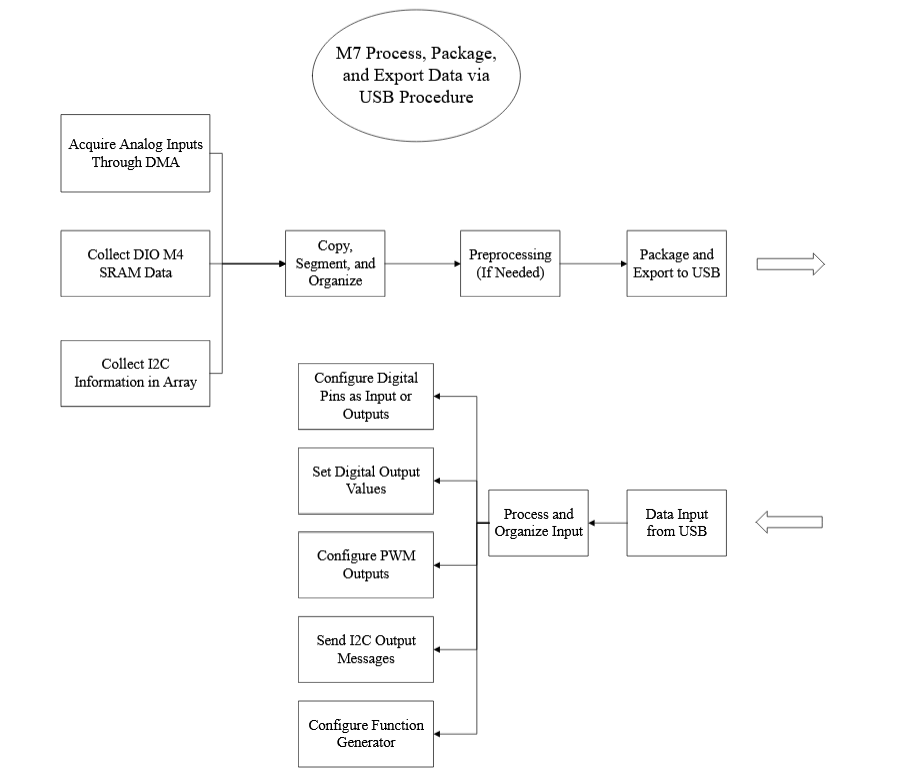 M7 Process, Package,
and Export Data via
USB Procedure
Acquire Analog Inputs
Through DMA
Collect DIO M4
SRAM Data
Copy,
Segment, and
Organize
Preprocessing
(If Needed)
Package and
Export to USB
Collect I2C
Information in Array
Configure Digital
Pins as Input or
Outputs
Set Digital Output
Values
Process and
Organize Input
Data Input
from USB
Configure PWM
Outputs
Send I2C Output
Messages
Configure Function
Generator